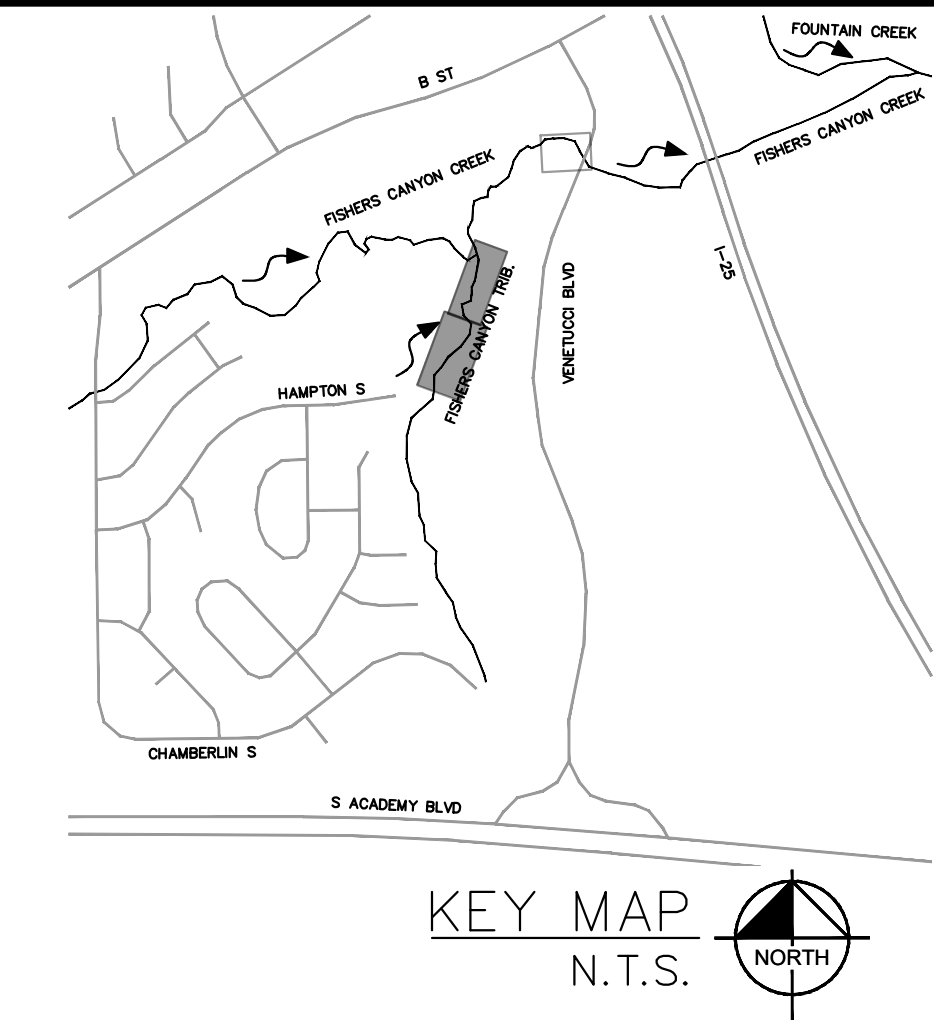 FOUNTAIN CREEK
B ST
FISHERS CANYON CREEK
FISHERS CANYON CREEK
I-25
FISHERS CANYON TRIB.
VENETUCCI BLVD
HAMPTON S
CHAMBERLIN S
S ACADEMY BLVD
KEY MAP
N.T.S.
NORTH